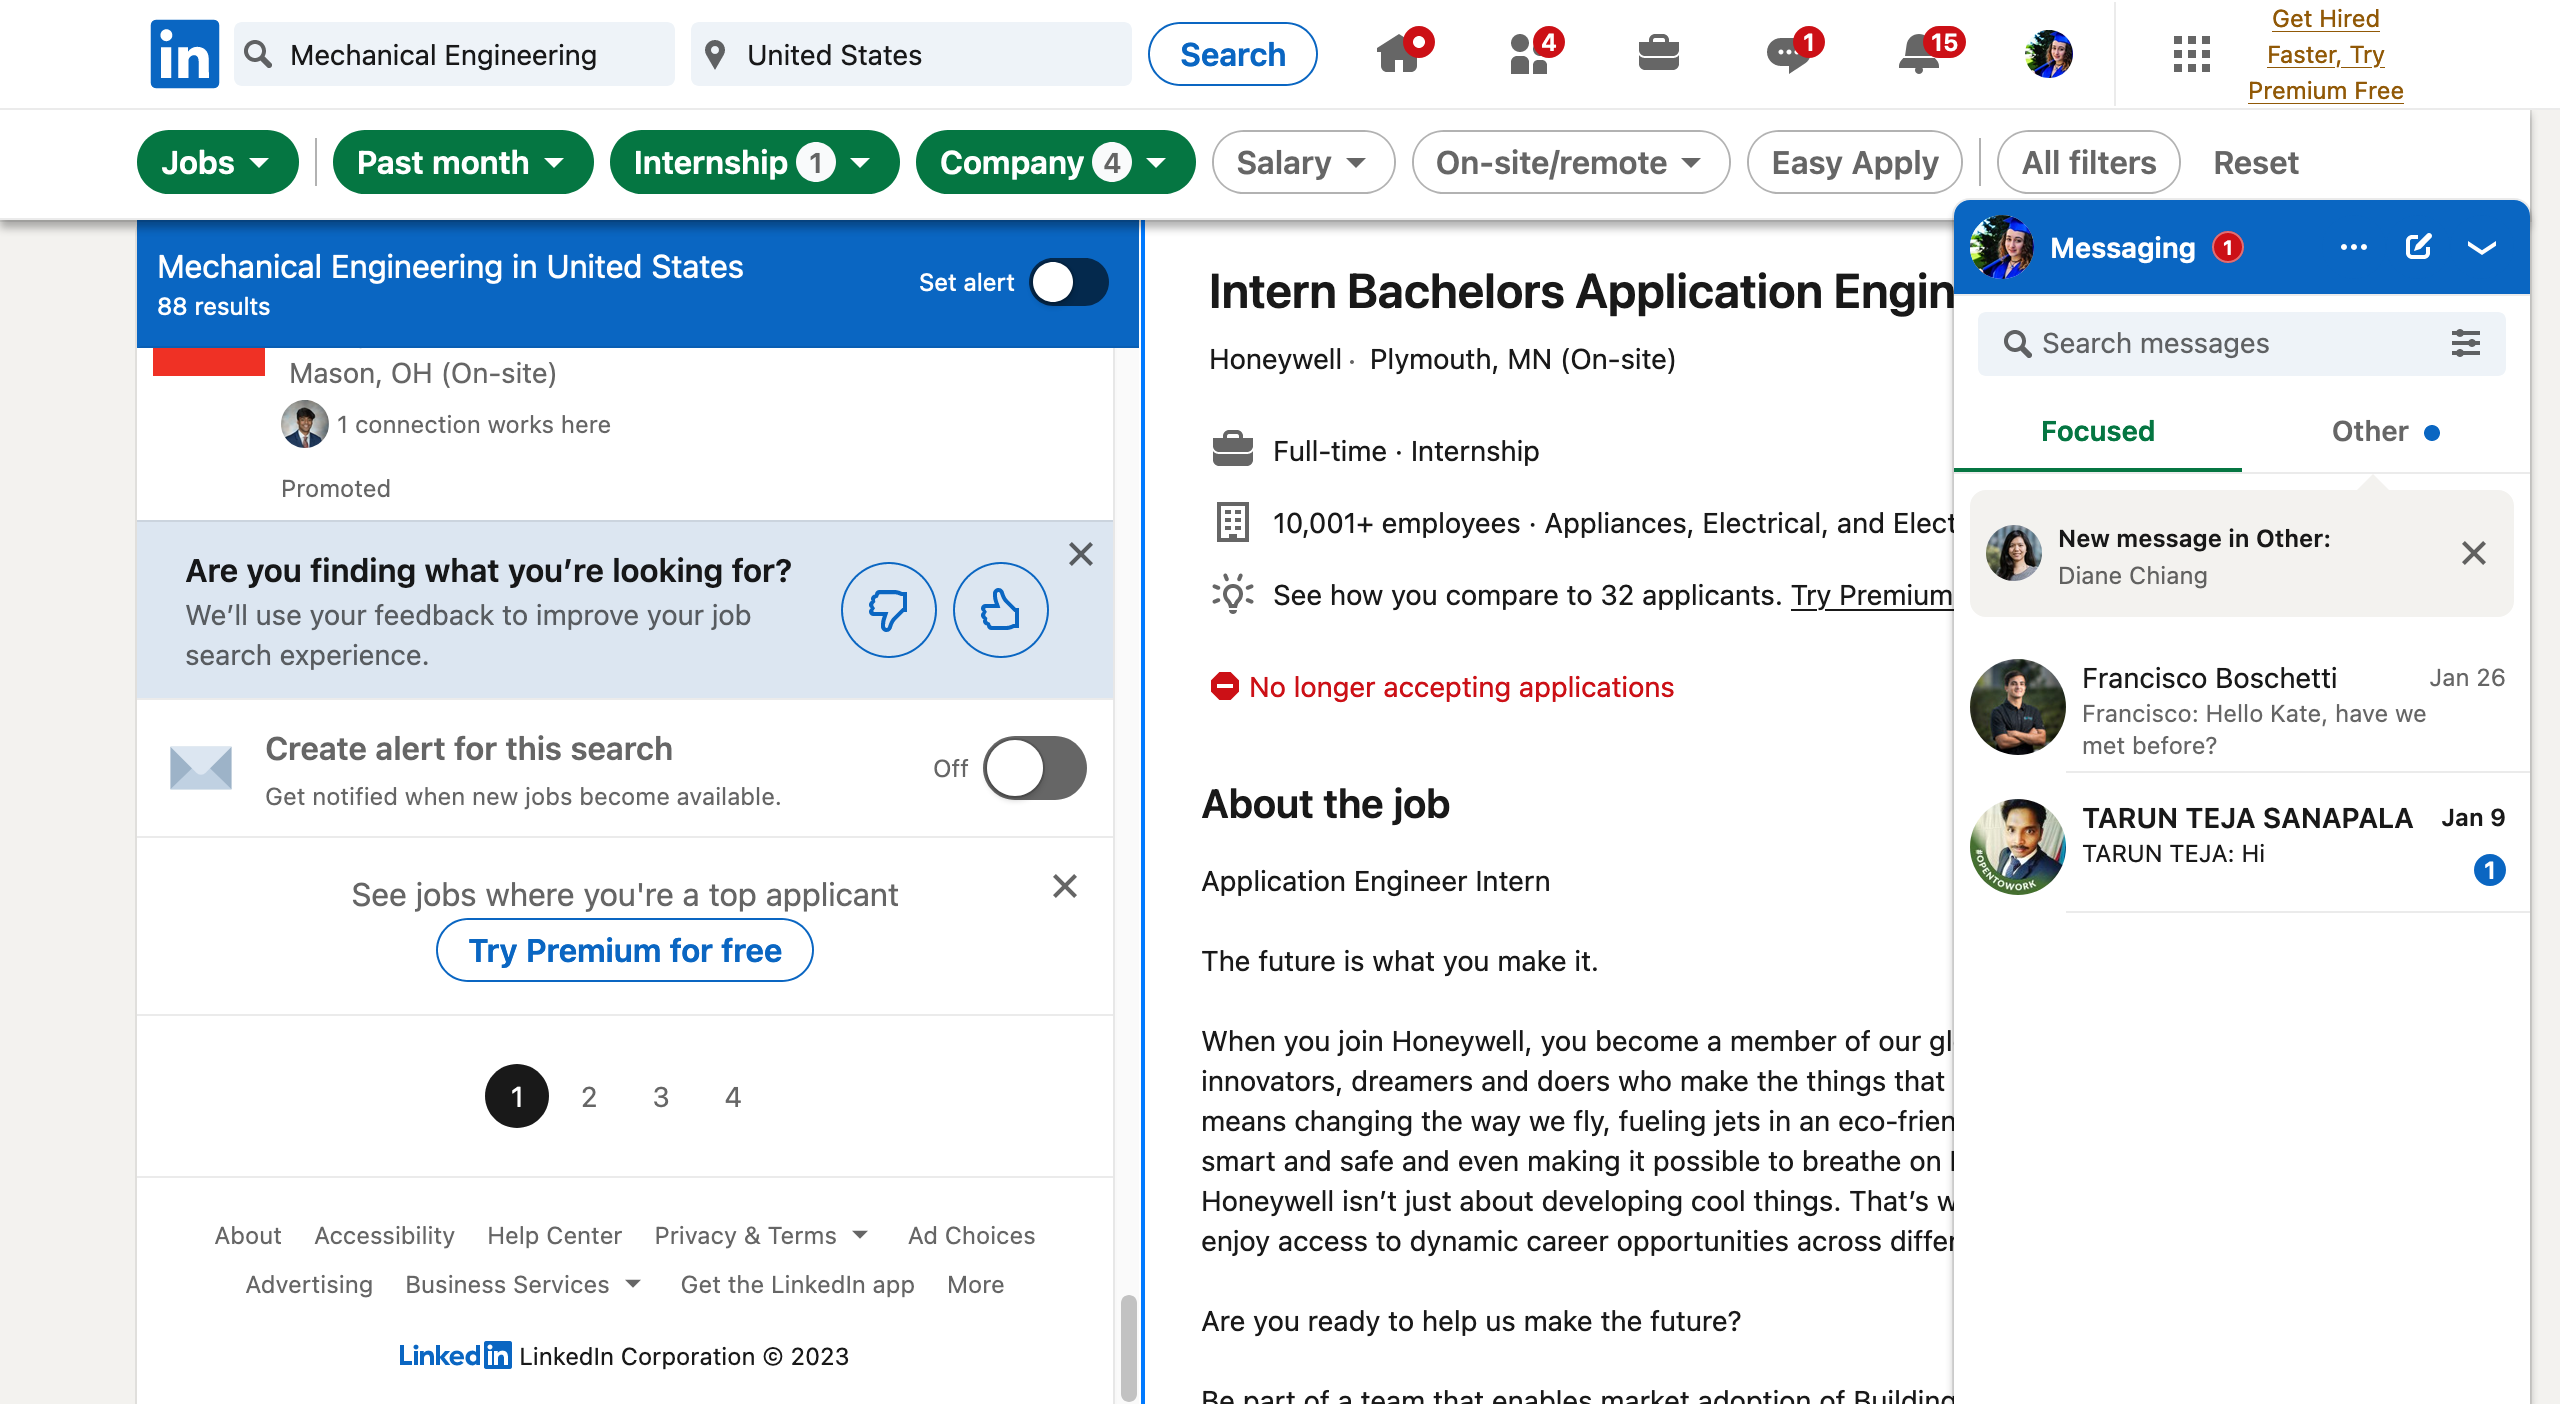 in
Mechanical Engineering
United States
Search
4
1
15
Get Hired
Faster, Try
Premium Free
Jobs
Past month
Internship 1
Company 4
Salary
On-site/remote
Easy Apply
All filters
Reset
Mechanical Engineering in United States
88 results
Set alert
Mason, OH (On-site)
1 connection works here
Promoted
Are you finding what you’re looking for?
We’ll use your feedback to improve your job
search experience.
Create alert for this search
Get notified when new jobs become available.
Off
See jobs where you're a top applicant
Try Premium for free
1 2 3 4
About Accessibility Help Center Privacy & Terms Ad Choices
Advertising Business Services Get the LinkedIn app More
Linked in LinkedIn Corporation © 2023
Intern Bachelors Application Engin
Honeywell · Plymouth, MN (On-site)
Full-time · Internship
10,001+ employees · Appliances, Electrical, and Elect
See how you compare to 32 applicants. Try Premium
No longer accepting applications
About the job
Application Engineer Intern
The future is what you make it.
When you join Honeywell, you become a member of our gl
innovators, dreamers and doers who make the things that
means changing the way we fly, fueling jets in an eco-frien
smart and safe and even making it possible to breathe on
Honeywell isn’t just about developing cool things. That’s w
enjoy access to dynamic career opportunities across differ
Are you ready to help us make the future?
Be part of a team that enables market adoption of Building
Messaging 1
Search messages
Focused
Other
New message in Other:
Diane Chiang
Francisco Boschetti
Jan 26
Francisco: Hello Kate, have we
met before?
#OPENTOWORK
TARUN TEJA SANAPALA
Jan 9
TARUN TEJA: Hi
1